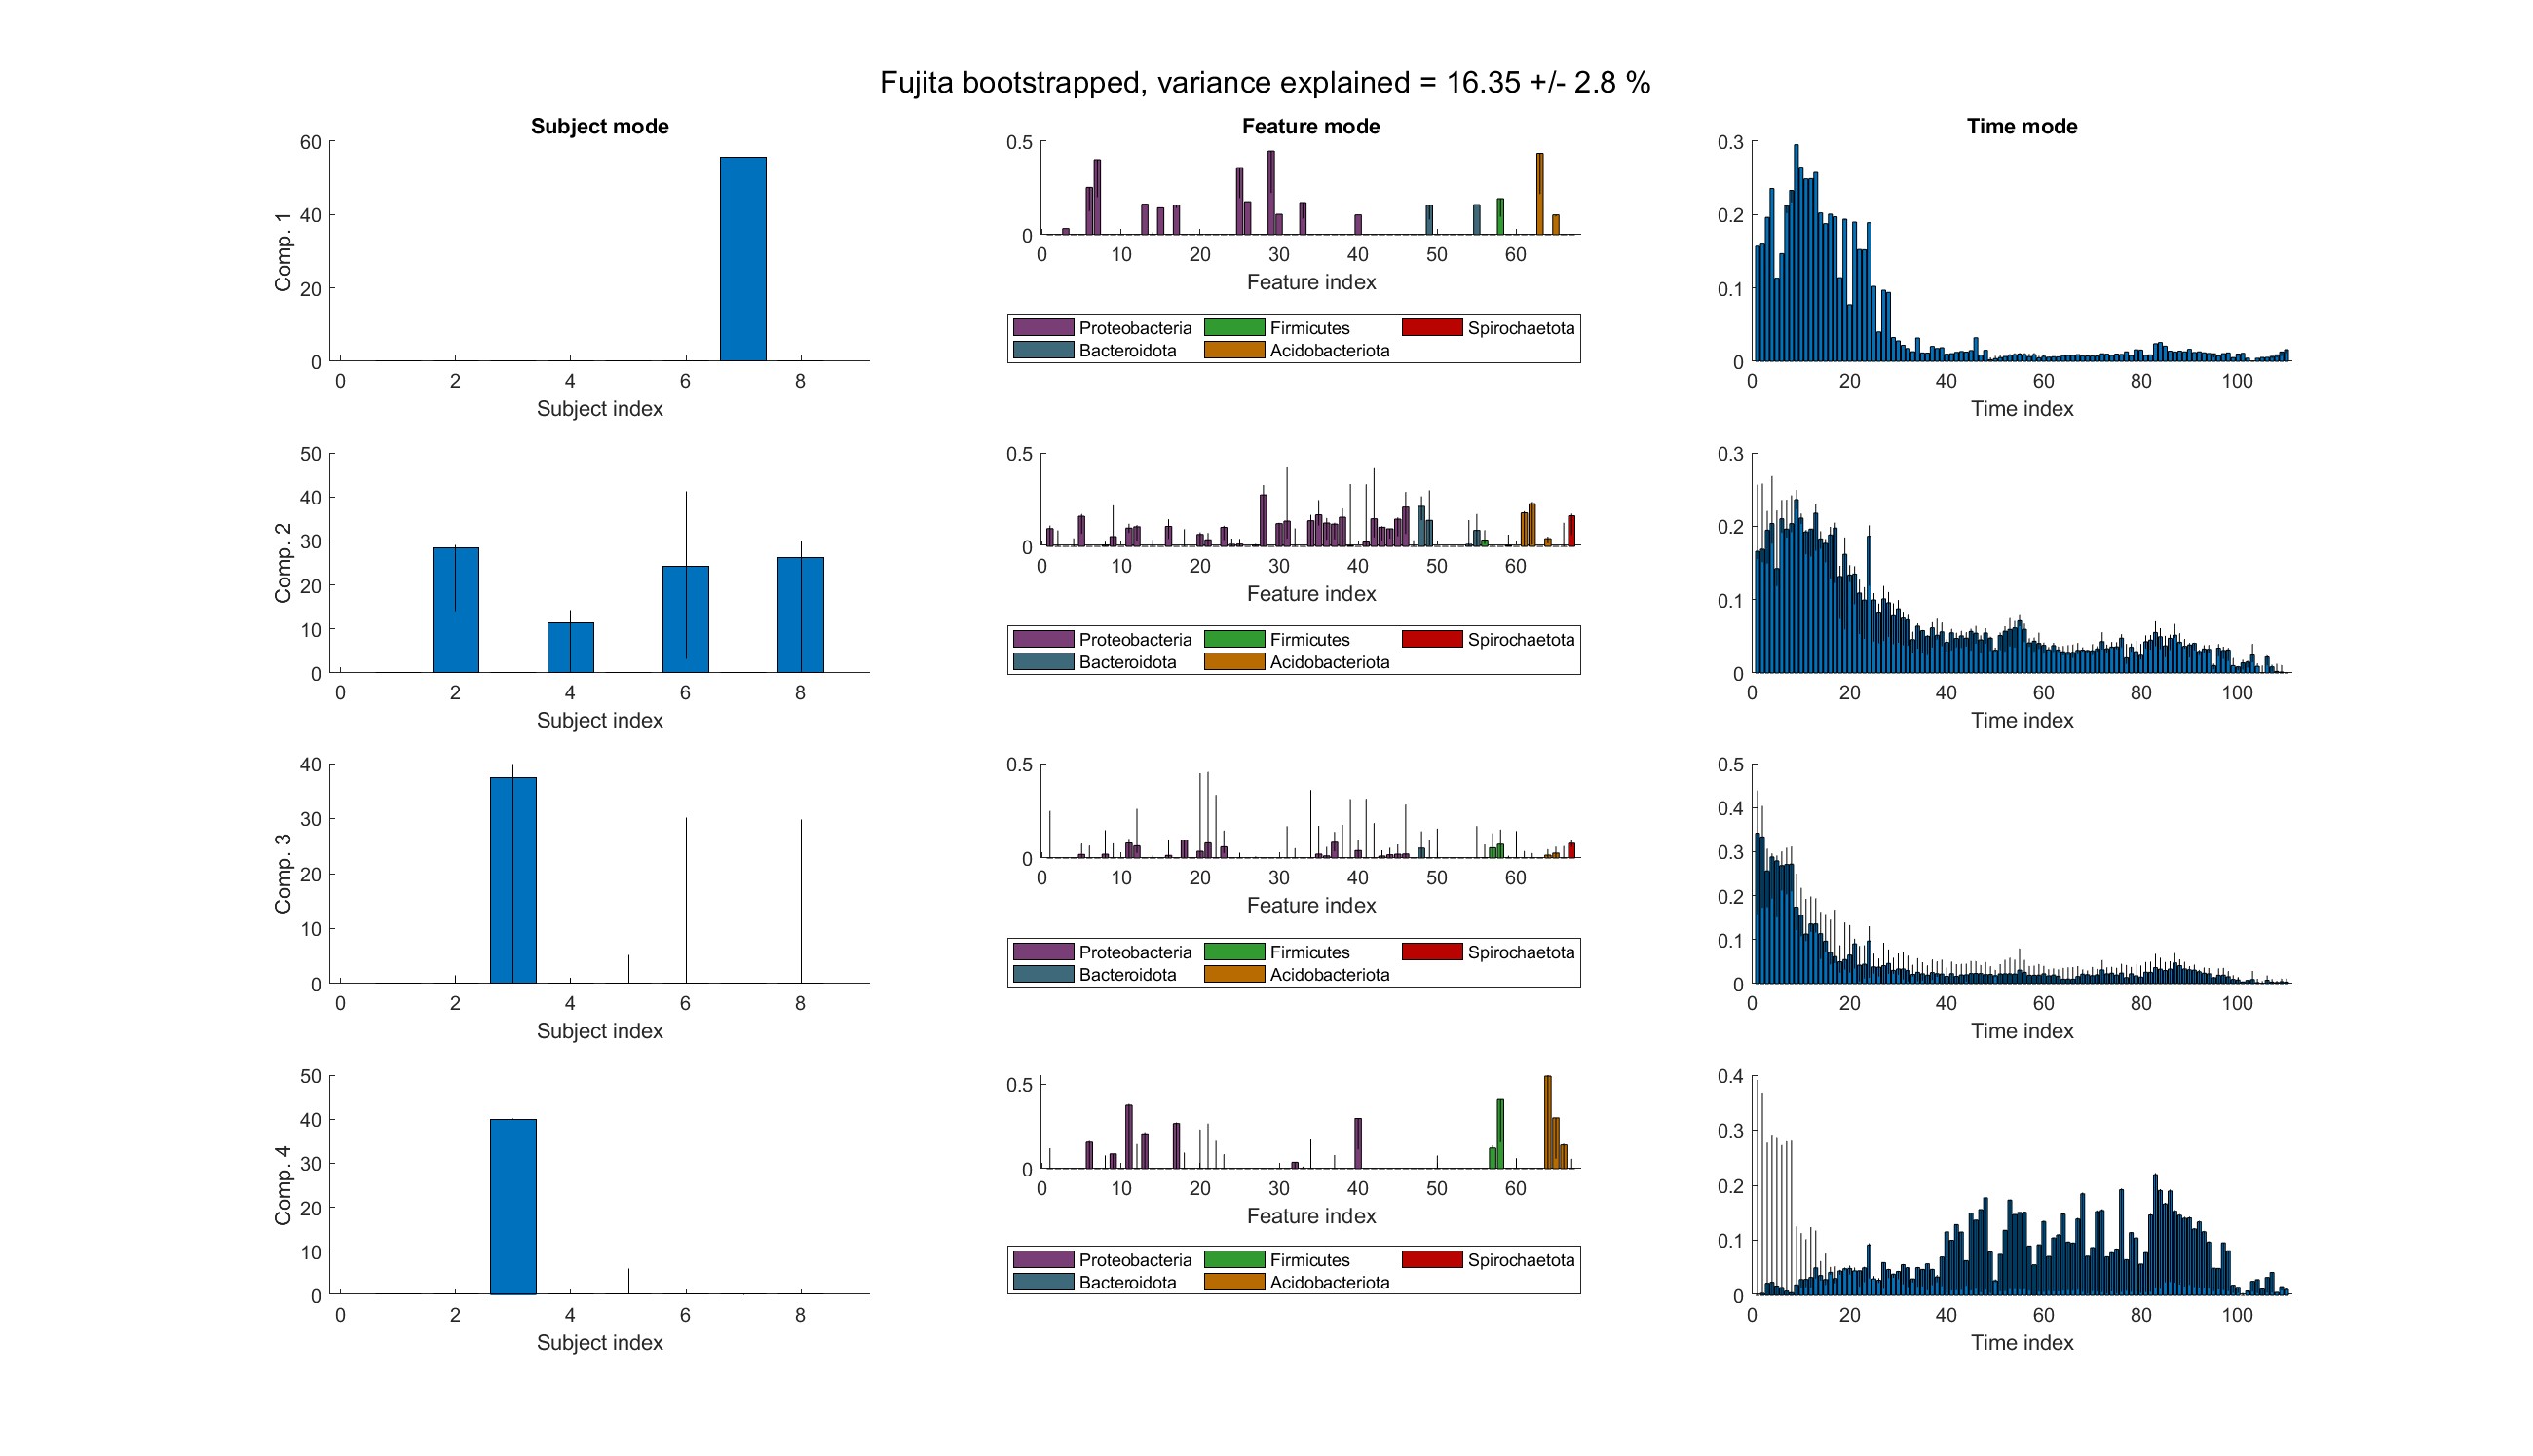 Fujita bootstrapped, variance explained = 16.35 +/- 2.8 %
Subject mode
Feature mode
Time mode
Comp. 1
60
40
20
0
0 2 4 6 8
Subject index
0.5
0
0 10 20 30 40 50 60
Feature index
Proteobacteria Firmicutes Spirochaetota
Bacteroidota Acidobacteriota
0.3
0.2
0.1
0
0 20 40 60 80 100
Time index
Comp. 2
50
40
30
20
10
0
0 2 4 6 8
Subject index
0.5
0
0 10 20 30 40 50 60
Feature index
Proteobacteria Firmicutes Spirochaetota
Bacteroidota Acidobacteriota
0.3
0.2
0.1
0
0 20 40 60 80 100
Time index
Comp. 3
40
30
20
10
0
0 2 4 6 8
Subject index
0.5
0
0 10 20 30 40 50 60
Feature index
Proteobacteria Firmicutes Spirochaetota
Bacteroidota Acidobacteriota
0.5
0.4
0.3
0.2
0.1
0
0 20 40 60 80 100
Time index
Comp. 4
50
40
30
20
10
0
0 2 4 6 8
Subject index
0.5
0
0 10 20 30 40 50 60
Feature index
Proteobacteria Firmicutes Spirochaetota
Bacteroidota Acidobacteriota
0.4
0.3
0.2
0.1
0
0 20 40 60 80 100
Time index